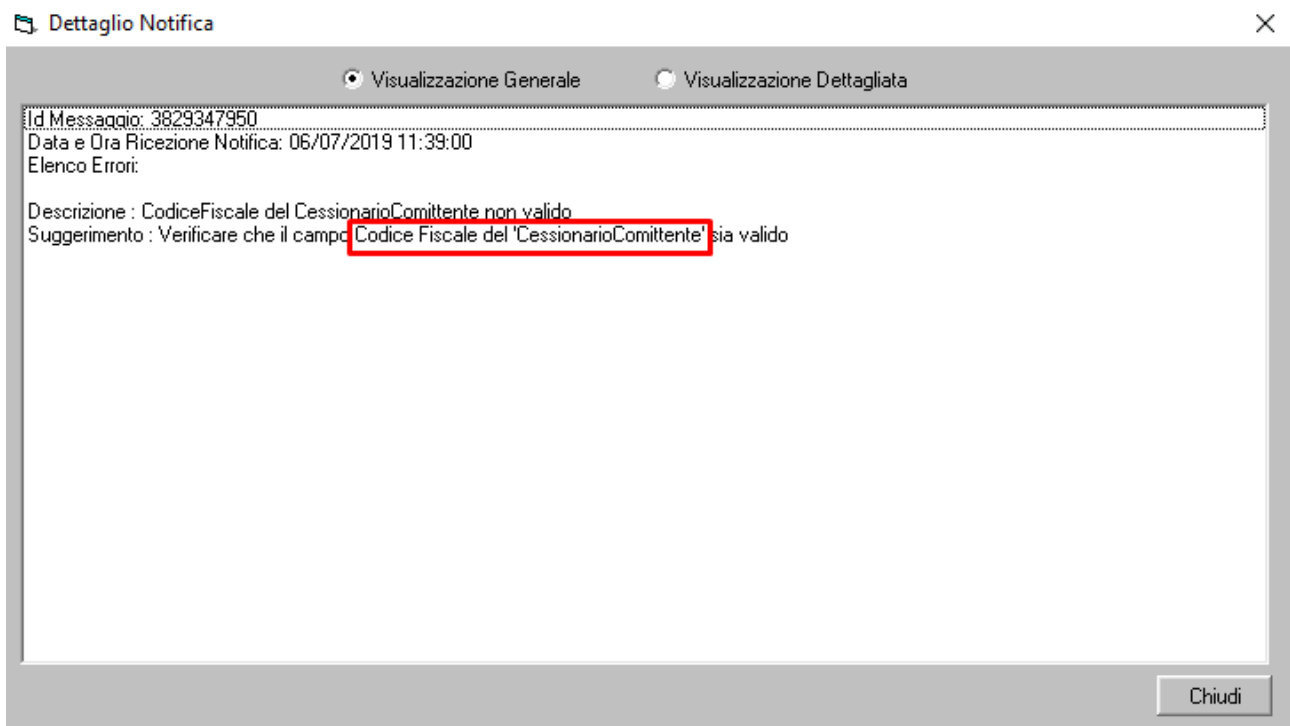 Dettaglio Notifica
Visualizzazione Generale
Visualizzazione Dettagliata
Id Messaggio: 3829347950
Data e Ora Ricezione Notifica: 06/07/2019 11:39:00
Elenco Errori:
Descrizione : CodiceFiscale del CessionarioComittente non valido
Suggerimento : Verificare che il campo Codice Fiscale del 'CessionarioComittente' sia valido
Chiudi